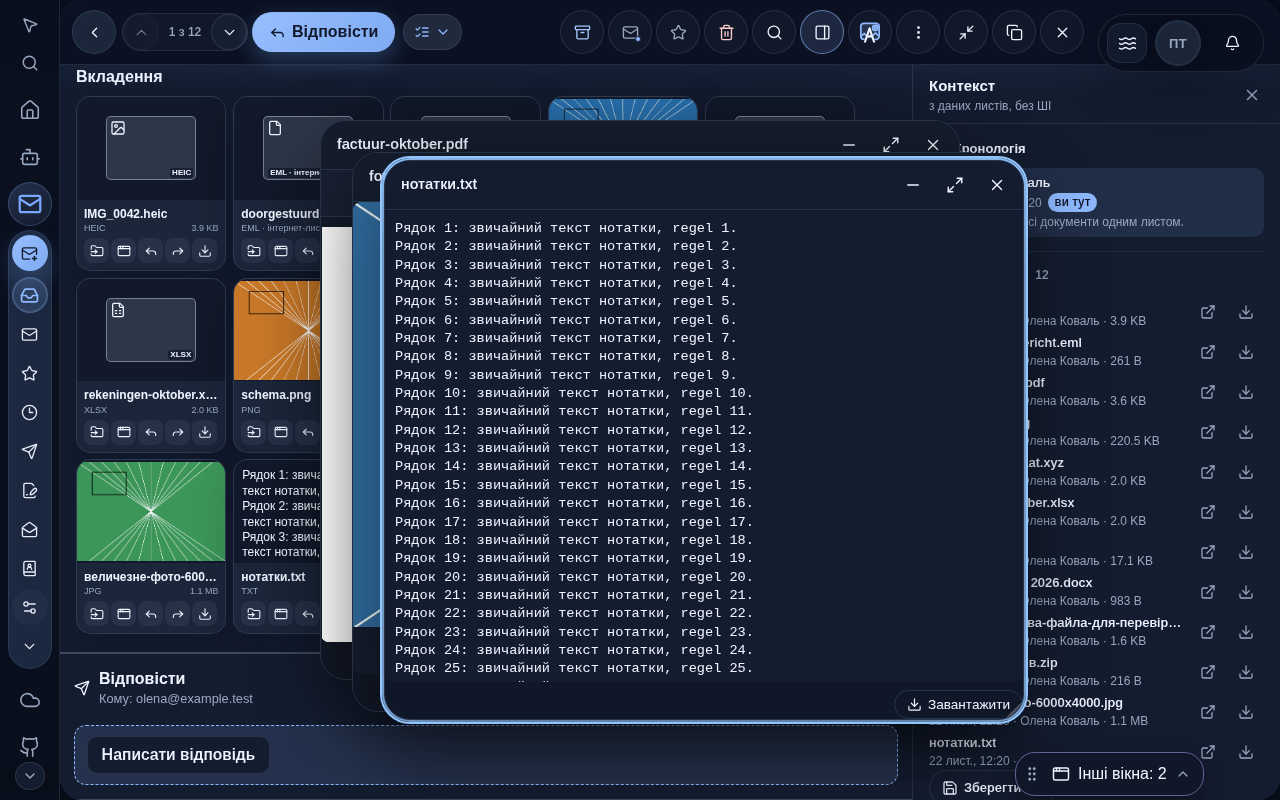 1 з 12
Відповісти
ПТ
Вкладення
HEIC
IMG_0042.heic
HEIC 3.9 KB
doorgestuurd
XLSX
rekeningen-oktober.x…
XLSX 2.0 KB
schema.png
PNG
величезне-фото-600…
JPG 1.1 MB
Рядок 1: звича
текст нотатки,
Рядок 2: звича
текст нотатки,
Рядок 3: звича
текст нотатки,
нотатки.txt
TXT
factuur-oktober.pdf
fo
нотатки.txt
Рядок 1: звичайний текст нотатки, regel 1.
Рядок 2: звичайний текст нотатки, regel 2.
Рядок 3: звичайний текст нотатки, regel 3.
Рядок 4: звичайний текст нотатки, regel 4.
Рядок 5: звичайний текст нотатки, regel 5.
Рядок 6: звичайний текст нотатки, regel 6.
Рядок 7: звичайний текст нотатки, regel 7.
Рядок 8: звичайний текст нотатки, regel 8.
Рядок 9: звичайний текст нотатки, regel 9.
Рядок 10: звичайний текст нотатки, regel 10.
Рядок 11: звичайний текст нотатки, regel 11.
Рядок 12: звичайний текст нотатки, regel 12.
Рядок 13: звичайний текст нотатки, regel 13.
Рядок 14: звичайний текст нотатки, regel 14.
Рядок 15: звичайний текст нотатки, regel 15.
Рядок 16: звичайний текст нотатки, regel 16.
Рядок 17: звичайний текст нотатки, regel 17.
Рядок 18: звичайний текст нотатки, regel 18.
Рядок 19: звичайний текст нотатки, regel 19.
Рядок 20: звичайний текст нотатки, regel 20.
Рядок 21: звичайний текст нотатки, regel 21.
Рядок 22: звичайний текст нотатки, regel 22.
Рядок 23: звичайний текст нотатки, regel 23.
Рядок 24: звичайний текст нотатки, regel 24.
Рядок 25: звичайний текст нотатки, regel 25.
Завантажити
Відповісти
Кому: olena@example.test
Написати відповідь
Контекст
з даних листів, без ШІ
ронологія
аль
20 ви тут
сі документи одним листом.
12
лена Коваль · 3.9 KB
richt.eml
лена Коваль · 261 B
pdf
лена Коваль · 3.6 KB
лена Коваль · 220.5 KB
at.xyz
лена Коваль · 2.0 KB
ber.xlsx
лена Коваль · 2.0 KB
лена Коваль · 17.1 KB
2026.docx
лена Коваль · 983 B
ва-файла-для-перевір…
лена Коваль · 1.6 KB
в.zip
лена Коваль · 216 B
о-6000x4000.jpg
Олена Коваль · 1.1 MB
нотатки.txt
22 лист., 12:20 ·
Зберегти
Інші вікна: 2